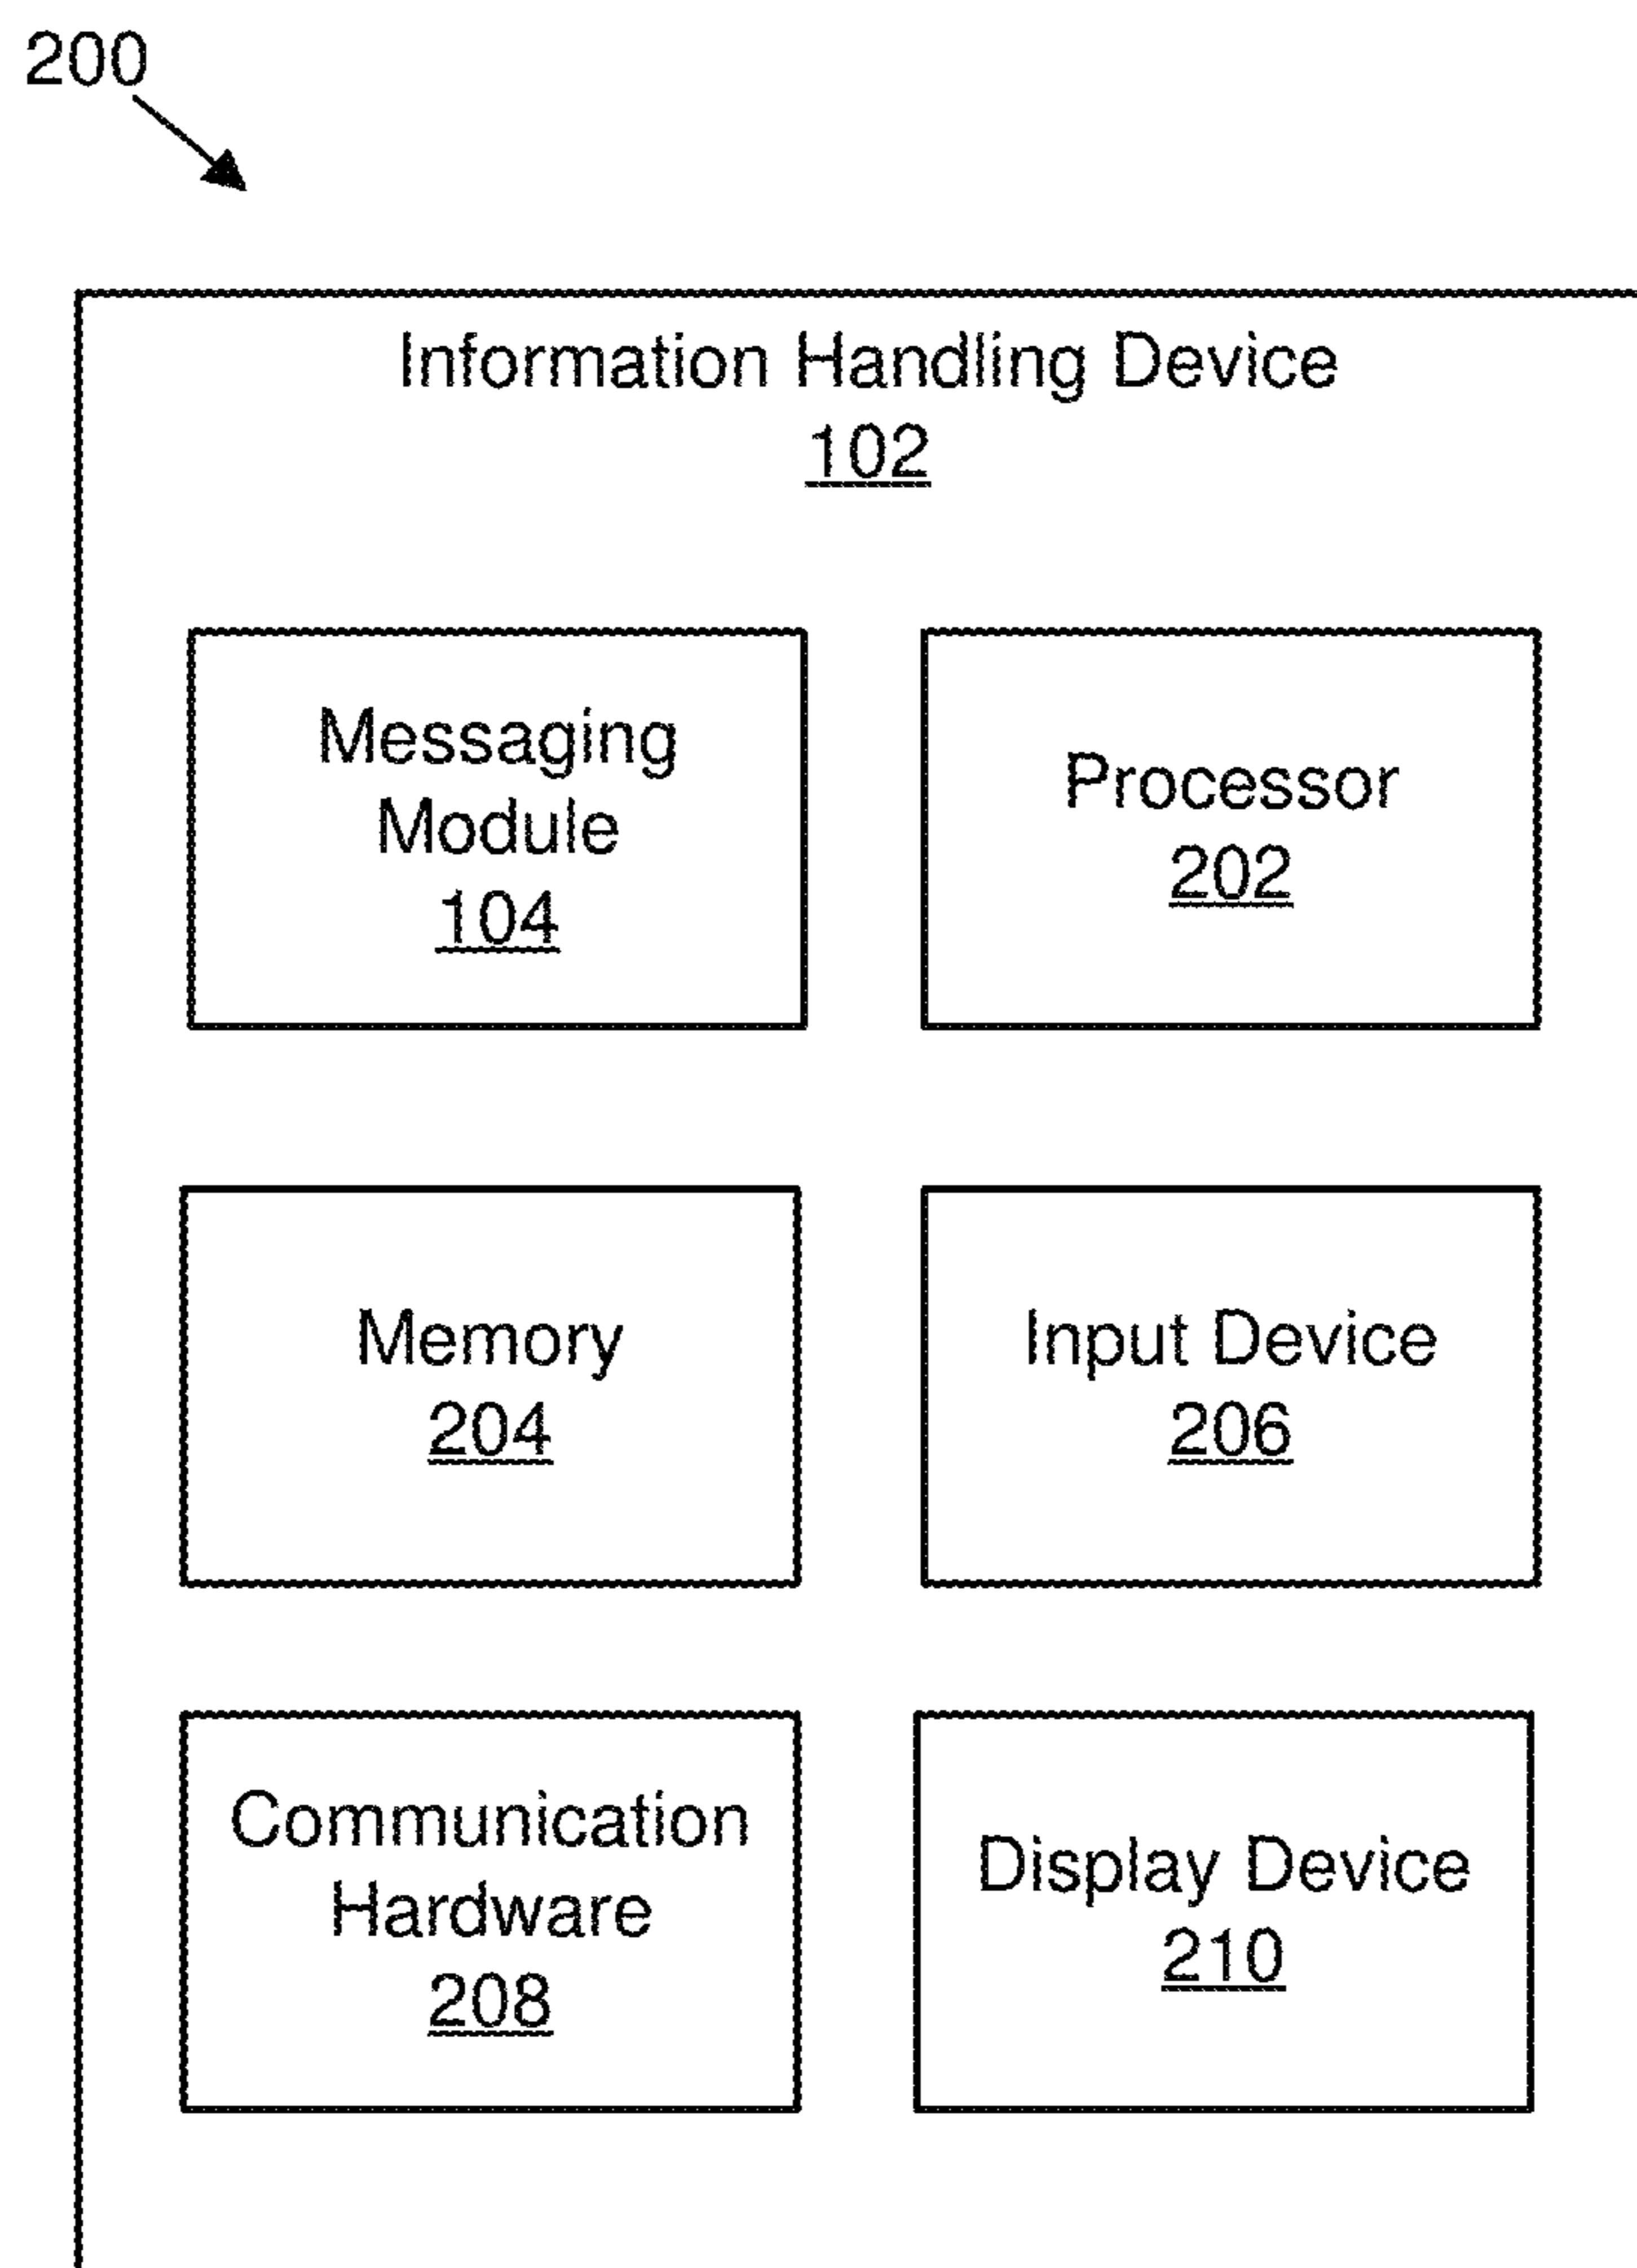 200
Information Handling Device
102
Messaging
Module
104
Processor
202
Memory
204
Input Device
206
Communication
Hardware
208
Display Device
210